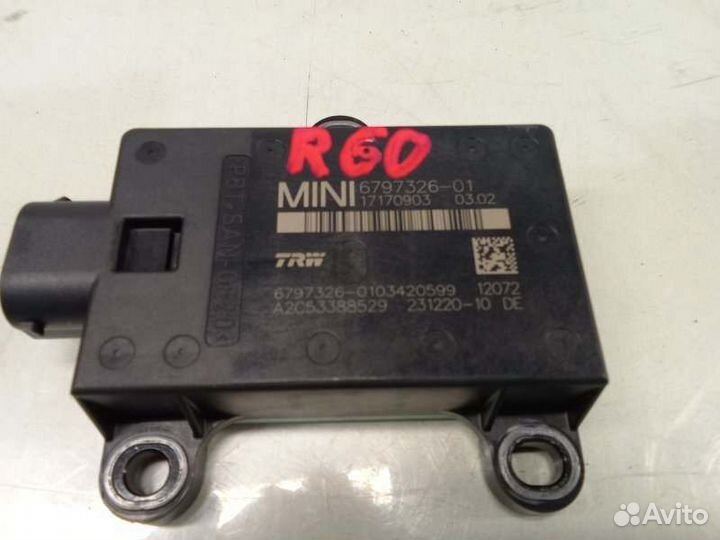 R60
MINI 6797326-01
17170903 03.02
TRW
6797326-0103420599 12072
A2C53388529 231220-10 DE
Avito